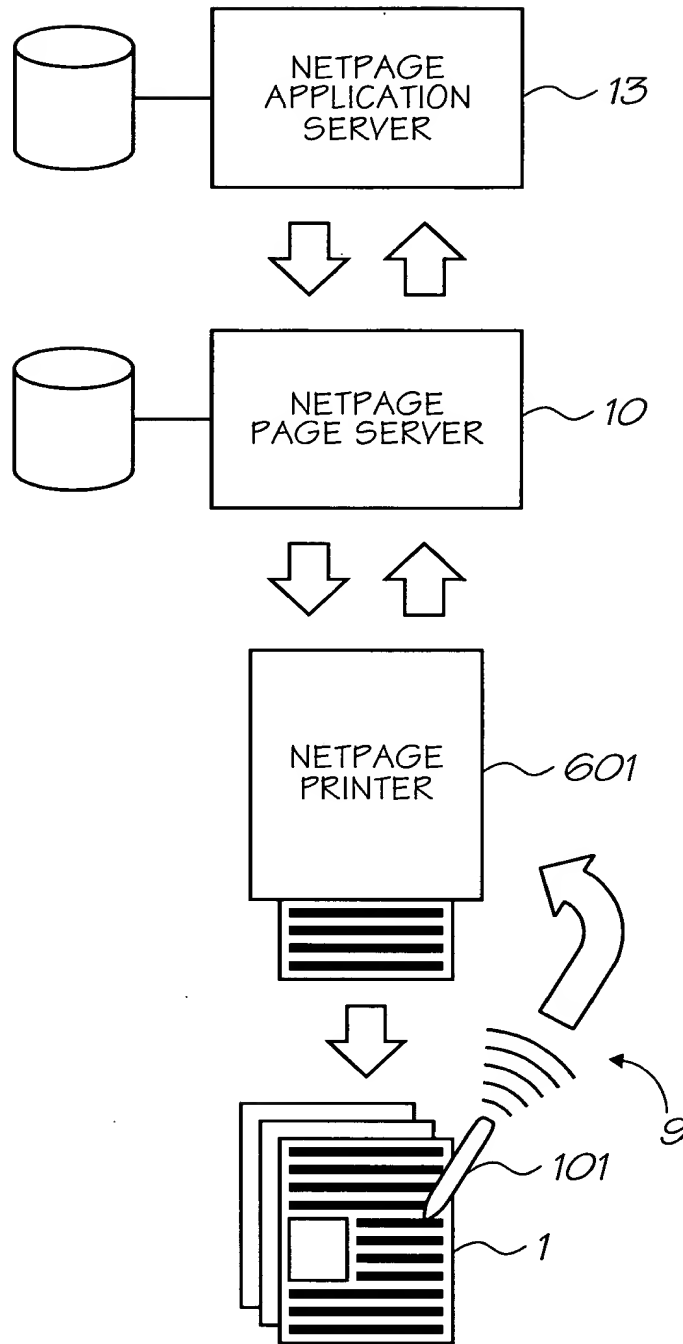 NETPAGE
APPLICATION
SERVER
13
NETPAGE
PAGE SERVER
10
NETPAGE
PRINTER
601
9
101
1